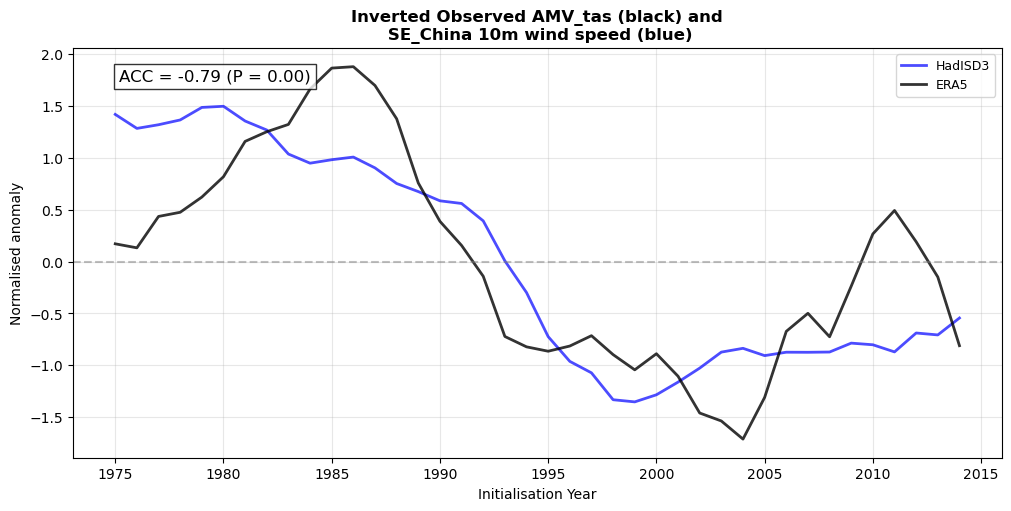 Inverted Observed AMV_tas (black) and
SE_China 10m wind speed (blue)
ACC = -0.79 (P = 0.00)
HadISD3
ERA5
Normalised anomaly
2.0
1.5
1.0
0.5
0.0
−0.5
−1.0
−1.5
1975 1980 1985 1990 1995 2000 2005 2010 2015
Initialisation Year